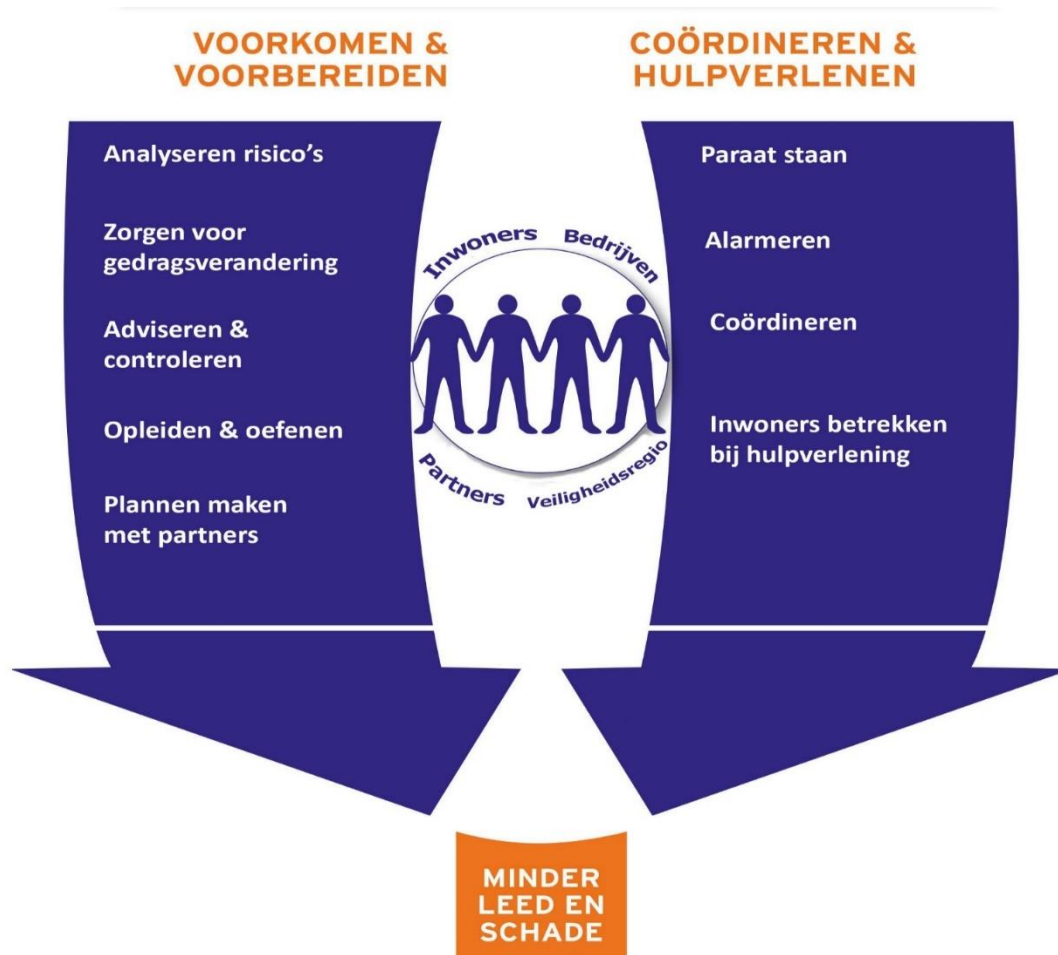 VOORKOMEN &
VOORBEREIDEN
Analyseren risico's
Zorgen voor
gedragsverandering
Adviseren &
controleren
Opleiden & oefenen
Plannen maken
met partners
Inwoners Bedrijven
Partners Veiligheidsregio
COÖRDINEREN &
HULPVERLENEN
Paraat staan
Alarmeren
Coördineren
Inwoners betrekken
bij hulpverlening
MINDER
LEED EN
SCHADE